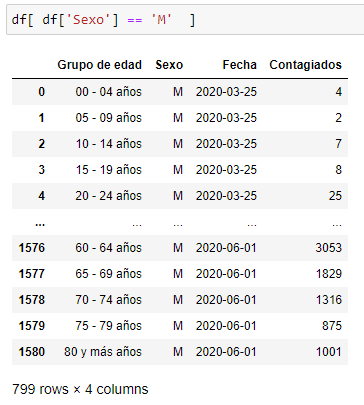 df[ df['Sexo'] == 'M'  ]
Grupo de edad Sexo Fecha Contagiados
0 00 - 04 años M 2020-03-25 4
1 05 - 09 años M 2020-03-25 2
2 10 - 14 años M 2020-03-25 7
3 15 - 19 años M 2020-03-25 8
4 20 - 24 años M 2020-03-25 25
... ... ... ... ...
1576 60 - 64 años M 2020-06-01 3053
1577 65 - 69 años M 2020-06-01 1829
1578 70 - 74 años M 2020-06-01 1316
1579 75 - 79 años M 2020-06-01 875
1580 80 y más años M 2020-06-01 1001
799 rows × 4 columns